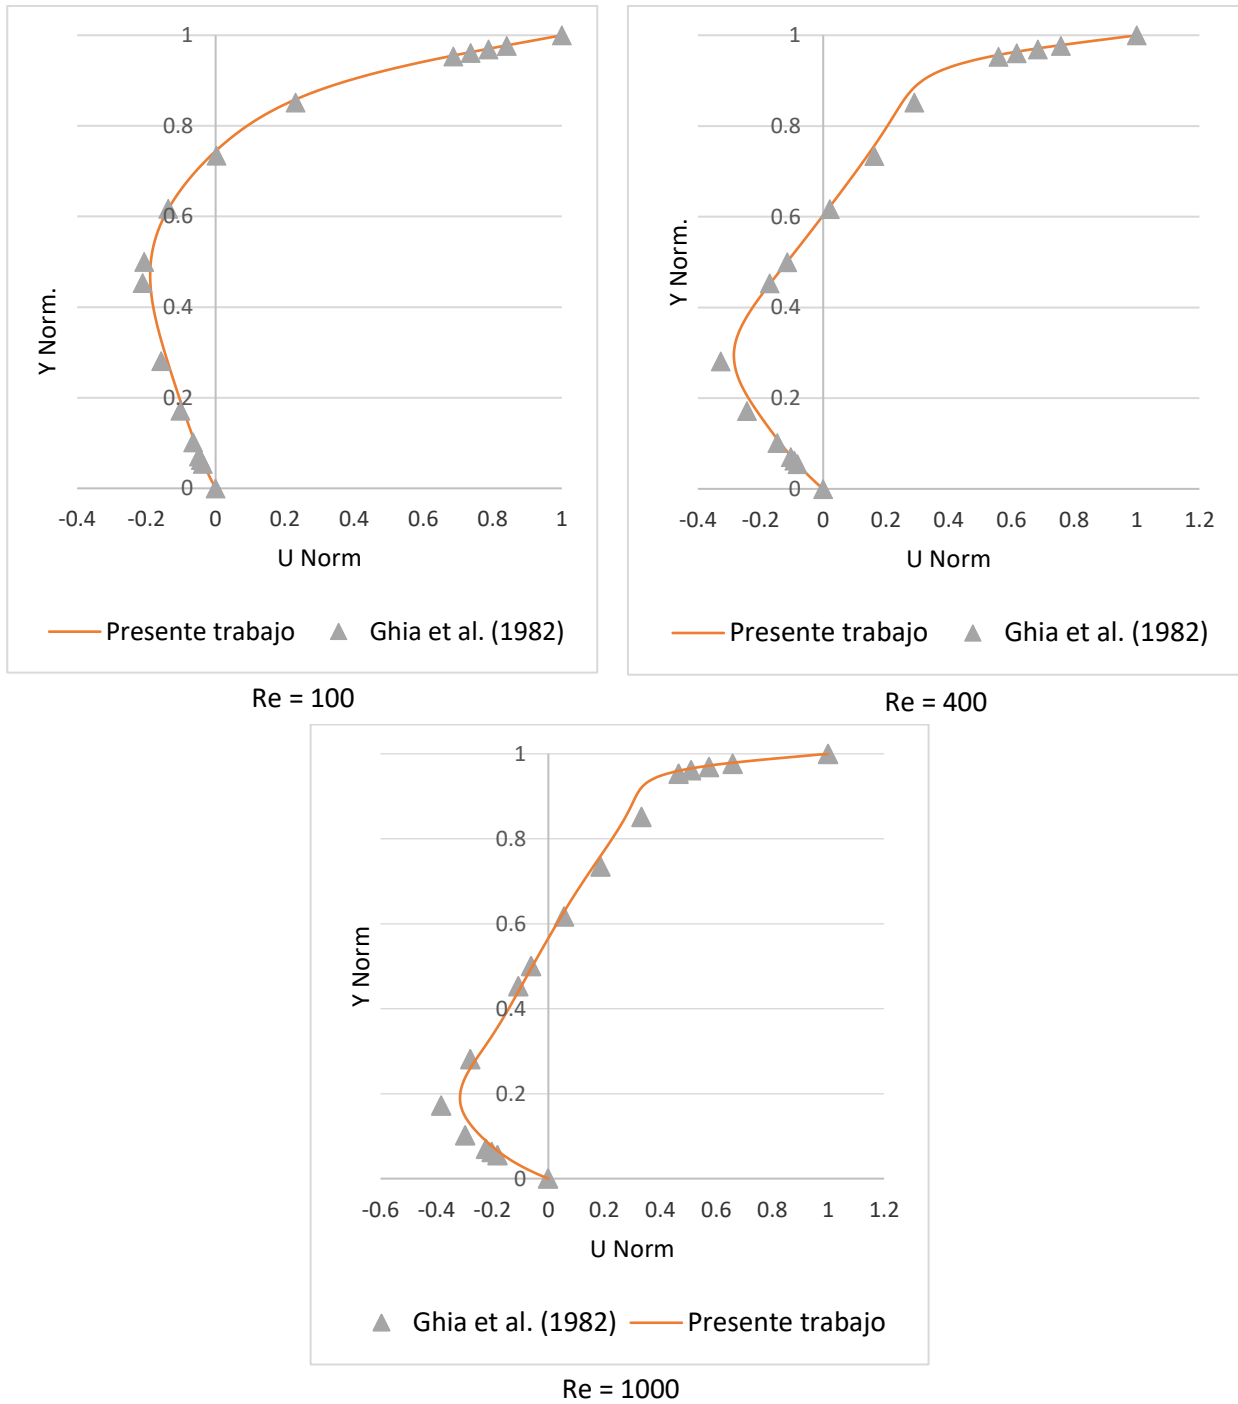 1
0.8
0.6
0.4
0.2
0
-0.4 -0.2 0 0.2 0.4 0.6 0.8 1
Y Norm.
U Norm
Presente trabajo Ghia et al. (1982)
Re = 100
1
0.8
0.6
0.4
0.2
0
-0.4 -0.2 0 0.2 0.4 0.6 0.8 1 1.2
Y Norm.
U Norm
Presente trabajo Ghia et al. (1982)
Re = 400
1
0.8
0.6
0.4
0.2
0
-0.6 -0.4 -0.2 0 0.2 0.4 0.6 0.8 1 1.2
Y Norm
U Norm
Ghia et al. (1982) Presente trabajo
Re = 1000